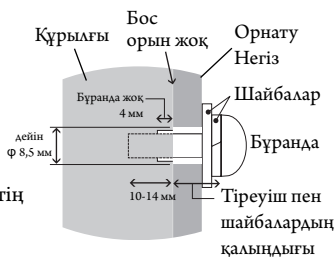 Құрылғы
Бос
орын жоқ
Орнату
Негіз
Шайбалар
Бұранда жоқ
4 мм
дейін
φ 8,5 мм
Бұранда
тің
10-14 мм
Тіреуіш пен
шайбалардың
қалыңдығы